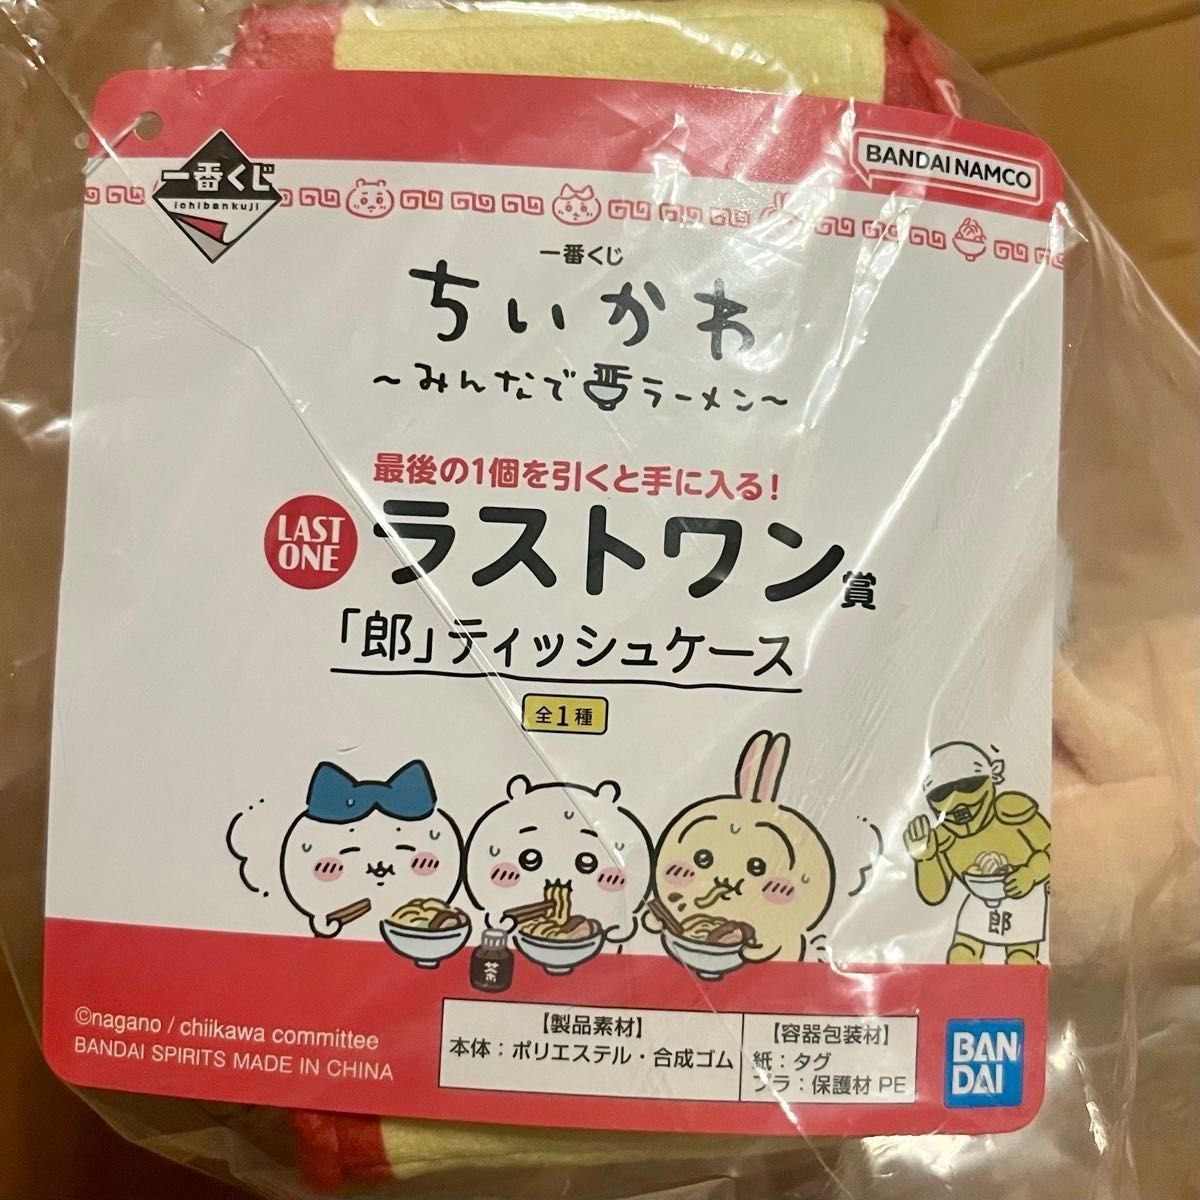 一番くじ
ichibankuji
BANDAI NAMCO
一番くじ
ちいかわ
~みんなで ラーメン~
最後の1個を引くと手に入る!
LAST
ONE
ラストワン賞
「郎」ティッシュケース
全1種
茶
郎
©nagano / chiikawa committee
BANDAI SPIRITS MADE IN CHINA
【製品素材】
本体:ポリエステル・合成ゴム
【容器包装材】
紙:タグ
プラ:保護材 PE
BAN
DAI